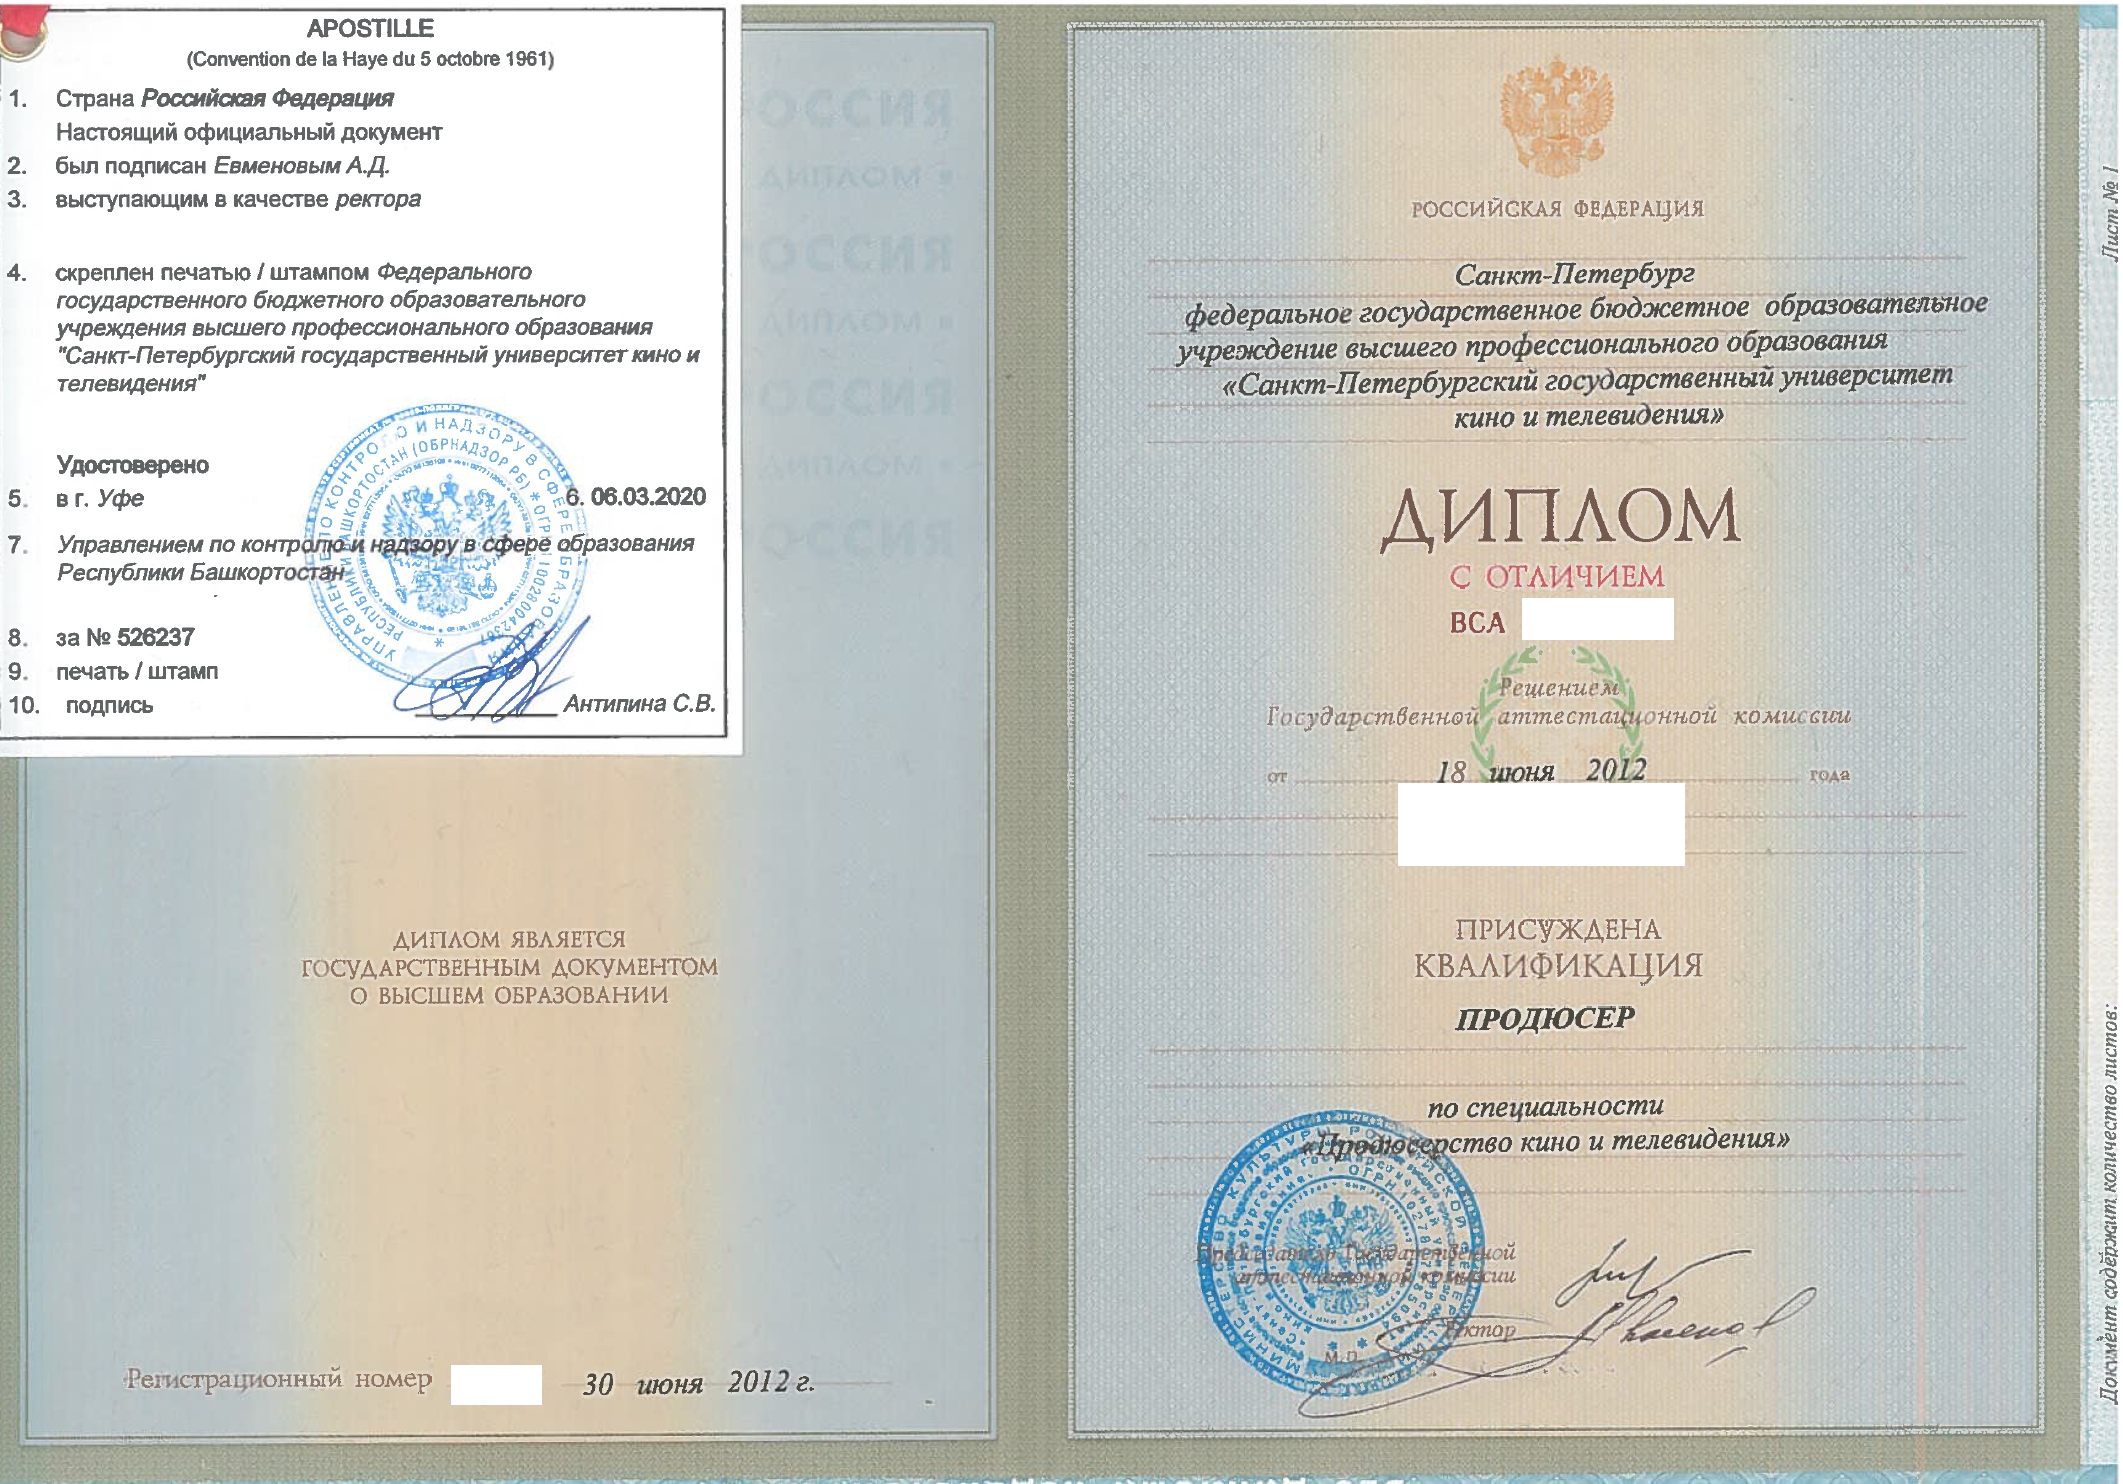 APOSTILLE
(Convention de la Haye du 5 octobre 1961)
1. Страна Российская Федерация
Настоящий официальный документ
2. был подписан Евменовым А.Д.
3. выступающим в качестве ректора
4. скреплен печатью / штампом Федерального
государственного бюджетного образовательного
учреждения высшего профессионального образования
"Санкт-Петербургский государственный университет кино и
телевидения"
Удостоверено
5. в г. Уфе 6. 06.03.2020
7. Управлением по контролю и надзору в сфере образования
Республики Башкортостан
8. за № 526237
9. печать / штамп
10. подпись Антипина С.В.
РОССИЯ
ДИПЛОМ
РОССИЯ
ДИПЛОМ
РОССИЯ
ДИПЛОМ
РОССИЯ
ДИПЛОМ ЯВЛЯЕТСЯ
ГОСУДАРСТВЕННЫМ ДОКУМЕНТОМ
О ВЫСШЕМ ОБРАЗОВАНИИ
Регистрационный номер 30 июня 2012 г.
РОССИЙСКАЯ ФЕДЕРАЦИЯ
Санкт-Петербург
федеральное государственное бюджетное образовательное
учреждение высшего профессионального образования
«Санкт-Петербургский государственный университет
кино и телевидения»
ДИПЛОМ
С ОТЛИЧИЕМ
ВСА
Решением
Государственной аттестационной комиссии
от 18 июня 2012 года
ПРИСУЖДЕНА
КВАЛИФИКАЦИЯ
ПРОДЮСЕР
по специальности
«Продюсерство кино и телевидения»
Председатель Государственной
аттестационной комиссии
Ректор
М.П.
Лист № 1
Документ содержит количество листов: